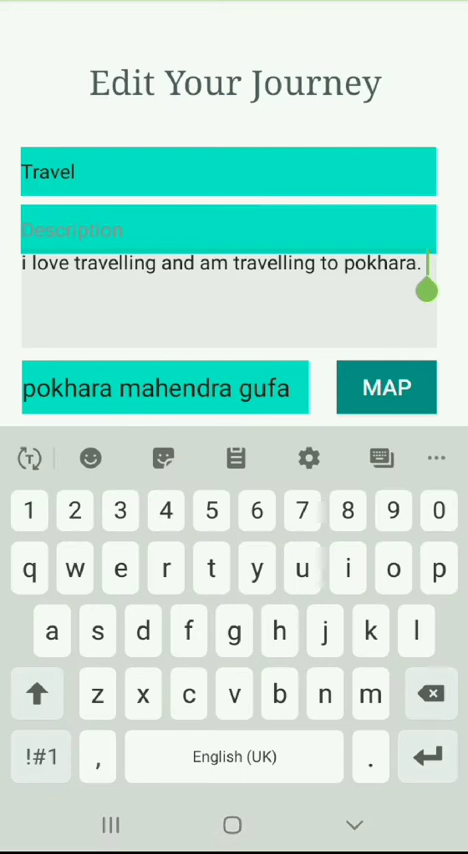 Edit Your Journey
Travel
Description
i love travelling and am travelling to pokhara.
pokhara mahendra gufa
MAP
T
1 2 3 4 5 6 7 8 9 0
q w e r t y u i o p
a s d f g h j k l
z x c v b n m
!#1 , English (UK) .